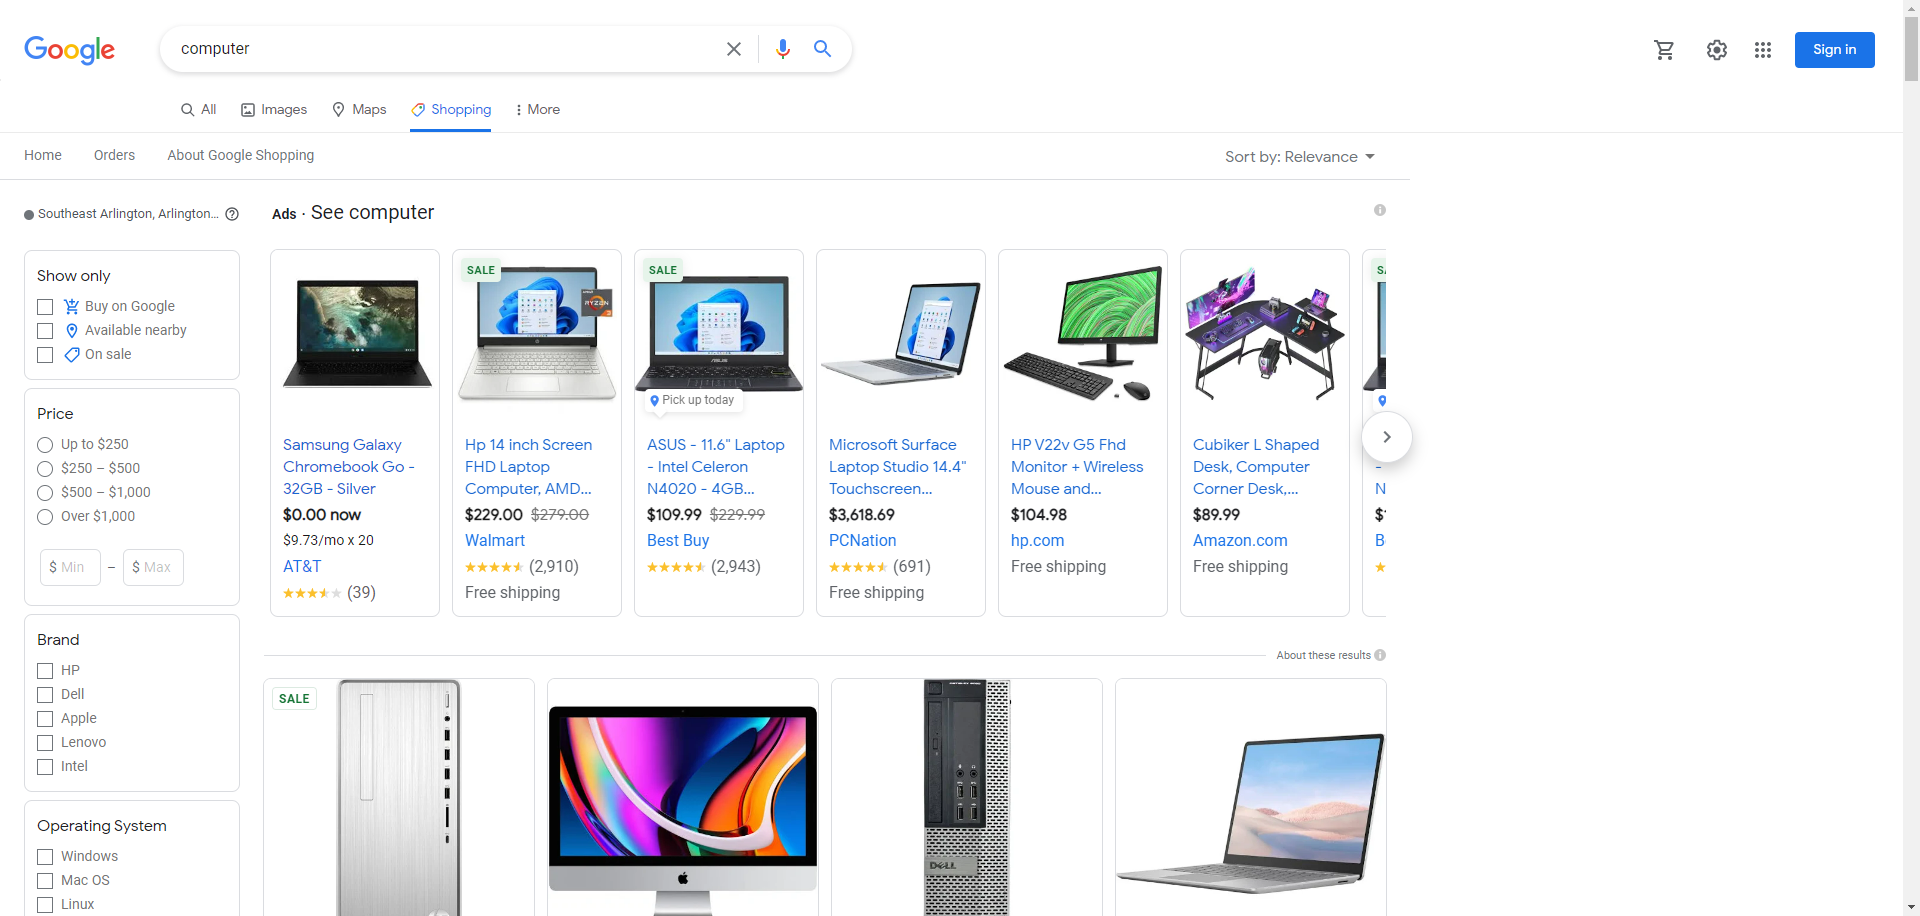 Google
computer
Sign in
All
Images
Maps
Shopping
More
Home
Orders
About Google Shopping
Sort by: Relevance
Southeast Arlington, Arlington...
Ads · See computer
Show only
Buy on Google
Available nearby
On sale
Price
Up to $250
$250 – $500
$500 – $1,000
Over $1,000
$ Min – $ Max
Brand
HP
Dell
Apple
Lenovo
Intel
Operating System
Windows
Mac OS
Linux
Samsung Galaxy
Chromebook Go -
32GB - Silver
$0.00 now
$9.73/mo x 20
AT&T
(39)
SALE
RYZEN
Hp 14 inch Screen
FHD Laptop
Computer, AMD...
$229.00 $279.00
Walmart
(2,910)
Free shipping
SALE
ASUS
Pick up today
ASUS - 11.6" Laptop
- Intel Celeron
N4020 - 4GB...
$109.99 $229.99
Best Buy
(2,943)
Microsoft Surface
Laptop Studio 14.4"
Touchscreen...
$3,618.69
PCNation
(691)
Free shipping
HP V22v G5 Fhd
Monitor + Wireless
Mouse and...
$104.98
hp.com
Free shipping
Cubiker L Shaped
Desk, Computer
Corner Desk,...
$89.99
Amazon.com
Free shipping
About these results
SALE
DELL